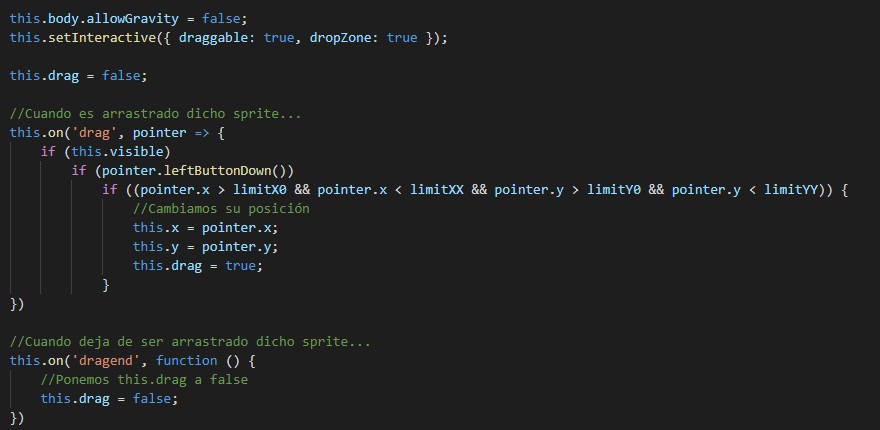 this.body.allowGravity = false;
this.setInteractive({ draggable: true, dropZone: true });
this.drag = false;
//Cuando es arrastrado dicho sprite...
this.on('drag', pointer => {
if (this.visible)
if (pointer.leftButtonDown())
if ((pointer.x > limitX0 && pointer.x < limitXX && pointer.y > limitY0 && pointer.y < limitYY)) {
//Cambiamos su posición
this.x = pointer.x;
this.y = pointer.y;
this.drag = true;
}
})
//Cuando deja de ser arrastrado dicho sprite...
this.on('dragend', function () {
//Ponemos this.drag a false
this.drag = false;
})